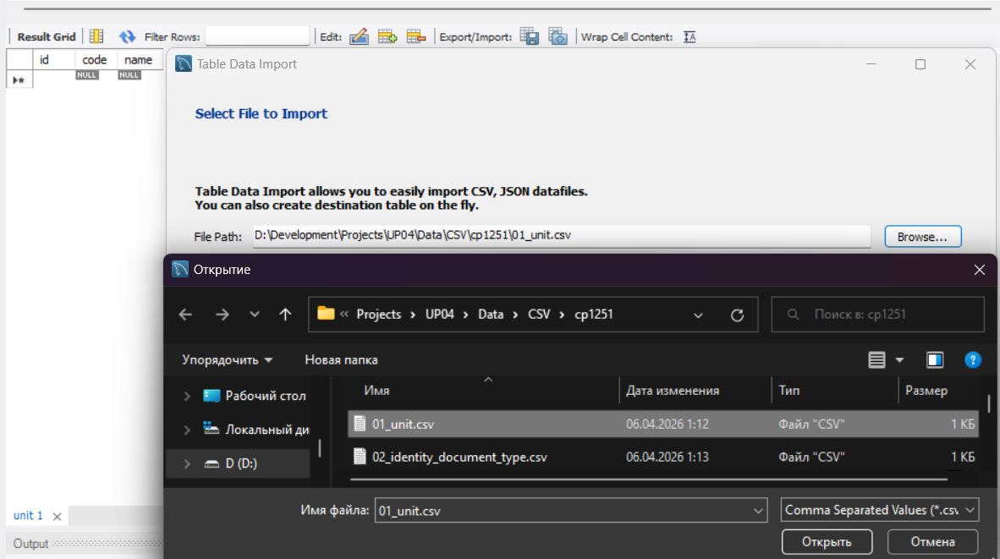 Result Grid Filter Rows: Edit: Export/Import: Wrap Cell Content:
id code name
NULL NULL
Table Data Import
Select File to Import
Table Data Import allows you to easily import CSV, JSON datafiles.
You can also create destination table on the fly.
File Path: D:\Development\Projects\UP04\Data\CSV\cp1251\01_unit.csv Browse...
Открытие
« Projects › UP04 › Data › CSV › cp1251 Поиск в: cp1251
Упорядочить Новая папка
Имя Дата изменения Тип Размер
Рабочий стол
Локальный ди
D (D:)
01_unit.csv 06.04.2026 1:12 Файл "CSV" 1 КБ
02_identity_document_type.csv 06.04.2026 1:13 Файл "CSV" 1 КБ
Имя файла: 01_unit.csv Comma Separated Values (*.csv
Открыть Отмена
unit 1
Output